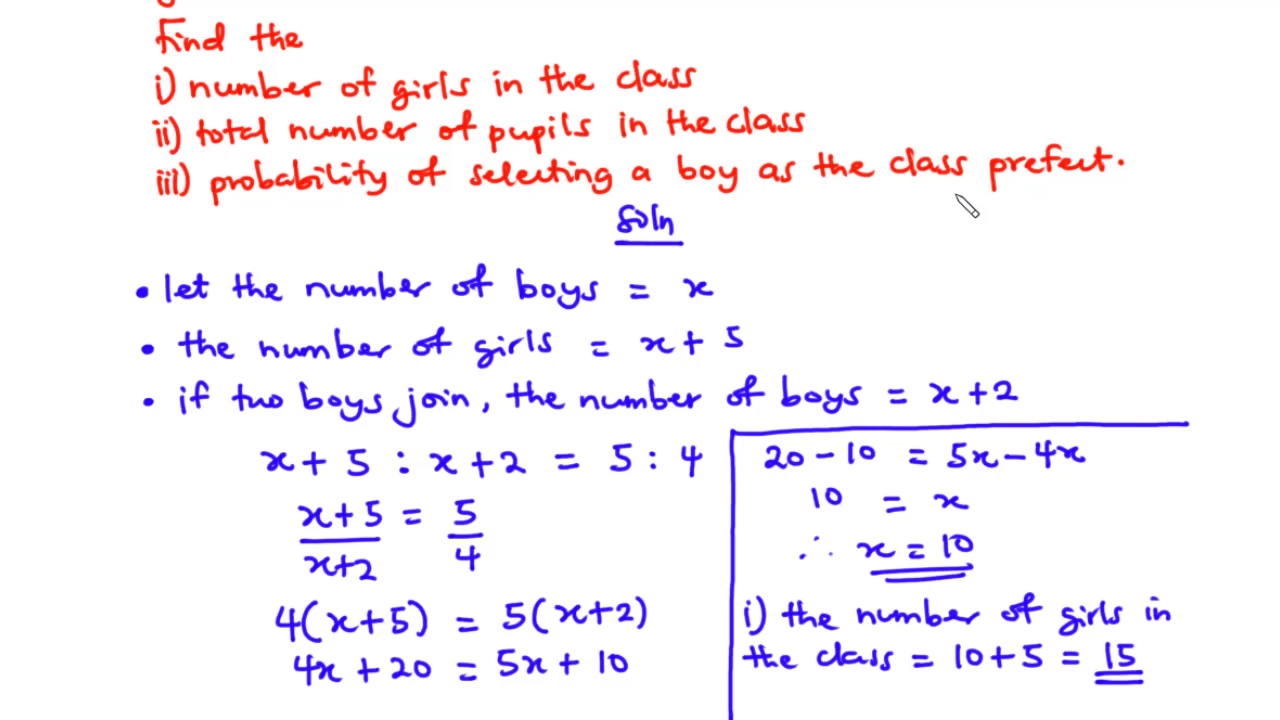 Find the
i) number of girls in the class
ii) total number of pupils in the class
iii) probability of selecting a boy as the class prefect.
Soln
• let the number of boys = x
• the number of girls = x + 5
• if two boys join, the number of boys = x + 2
x + 5 : x + 2 = 5 : 4
x+5/x+2 = 5/4
4(x+5) = 5(x+2)
4x + 20 = 5x + 10
20 - 10 = 5x - 4x
10 = x
∴ x = 10
i) the number of girls in
the class = 10 + 5 = 15